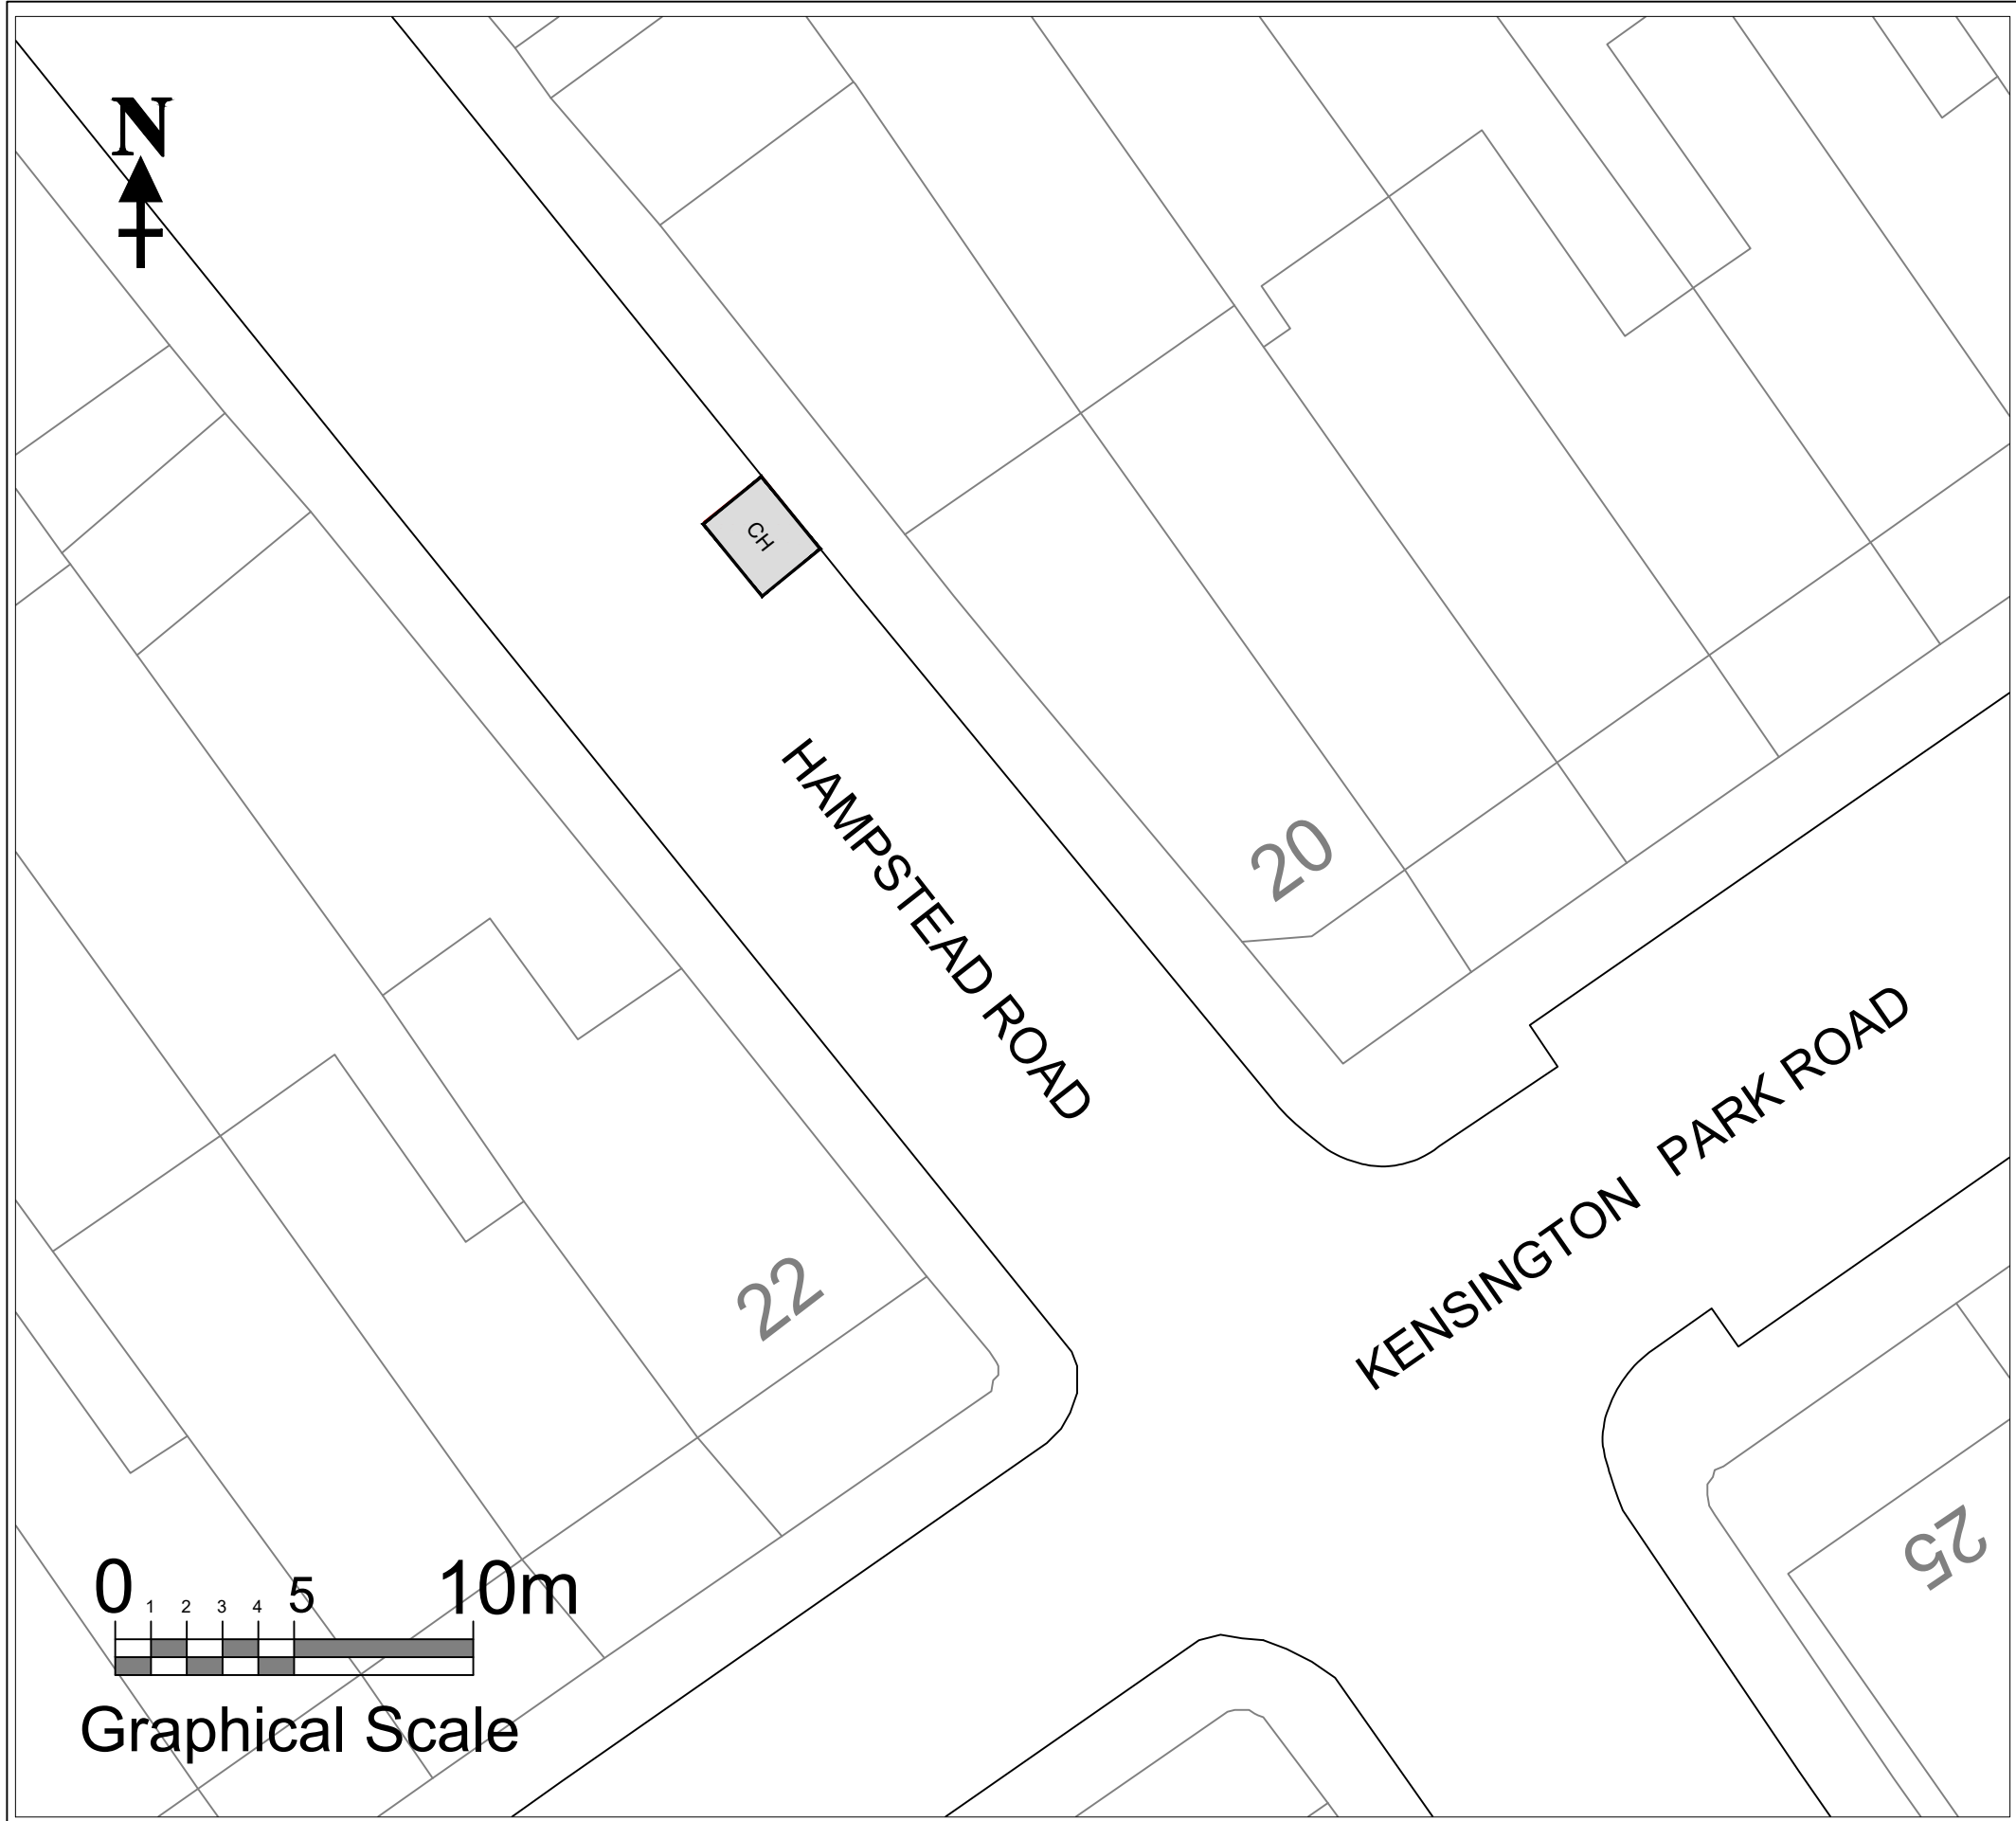 N
CH
HAMPSTEAD ROAD
20
KENSINGTON PARK ROAD
22
25
0 1 2 3 4 5 10m
Graphical Scale